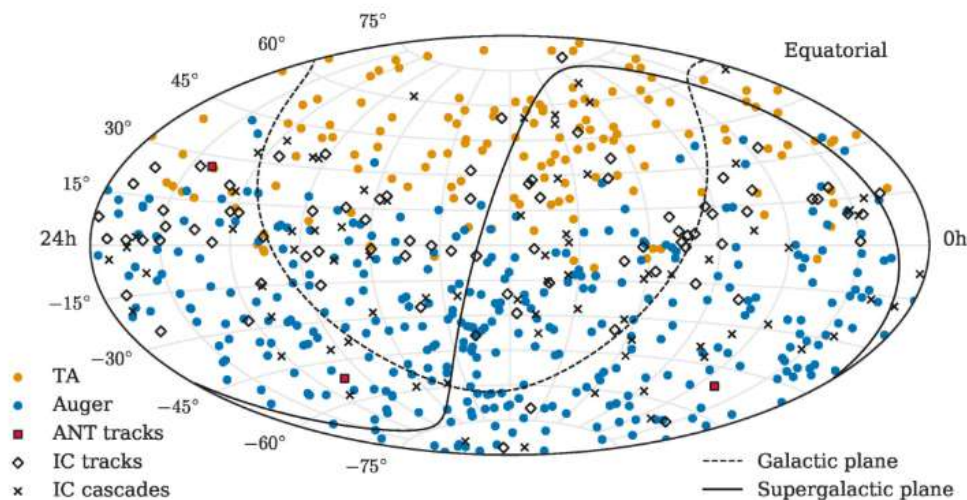 75°
60°
Equatorial
45°
30°
15°
24h
0h
−15°
−30°
−45°
−60°
−75°
TA
Auger
ANT tracks
IC tracks
IC cascades
Galactic plane
Supergalactic plane